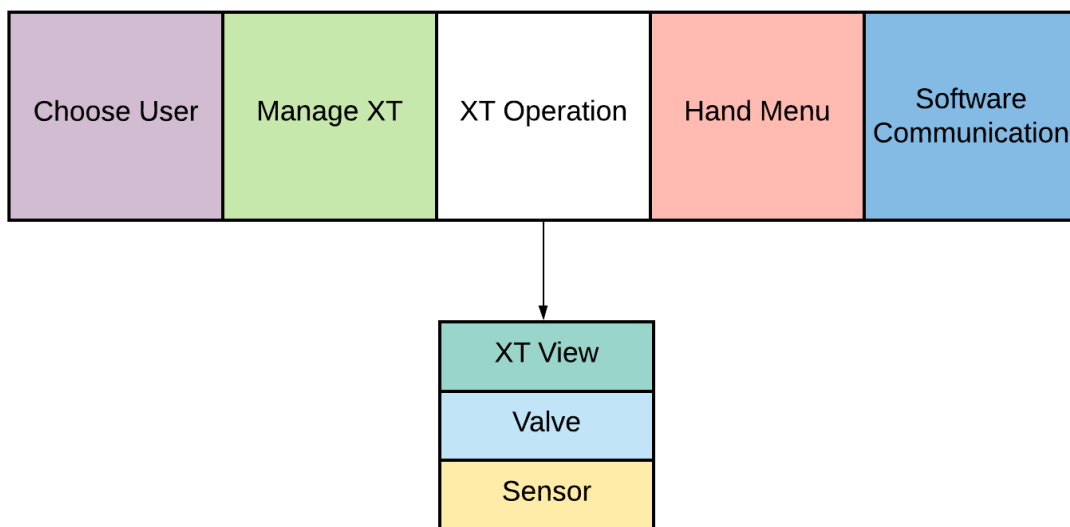 Choose User
Manage XT
XT Operation
Hand Menu
Software
Communication
XT View
Valve
Sensor